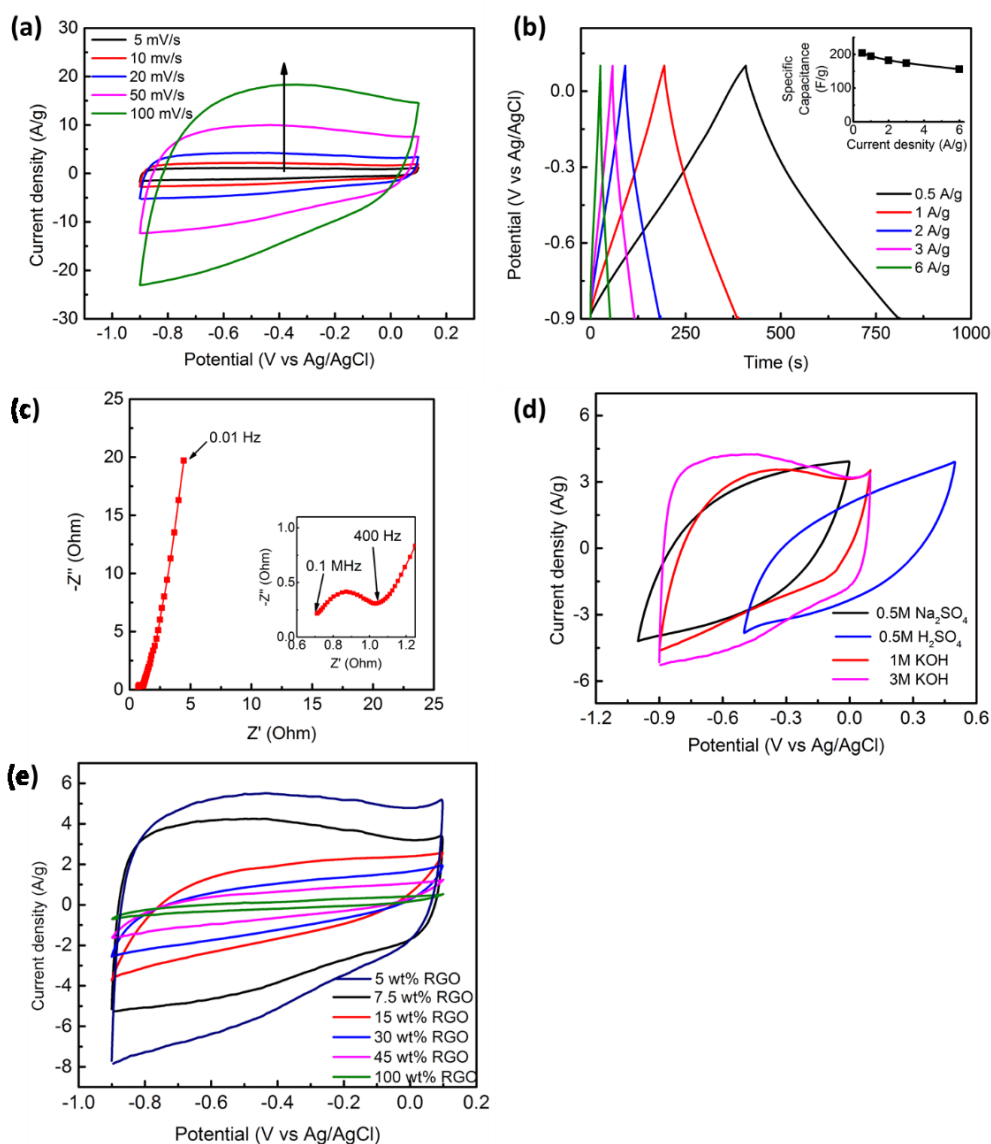 (a)
5 mV/s
10 mv/s
20 mV/s
50 mV/s
100 mV/s
Current density (A/g)
30
20
10
0
-10
-20
-30
-1.0 -0.8 -0.6 -0.4 -0.2 0.0 0.2
Potential (V vs Ag/AgCl)
(b)
Potential (V vs Ag/AgCl)
0.0
-0.3
-0.6
-0.9
0 250 500 750 1000
Time (s)
Specific
Capacitance
(F/g)
200
100
0
0 2 4 6
Current desnity (A/g)
0.5 A/g
1 A/g
2 A/g
3 A/g
6 A/g
(c)
-Z'' (Ohm)
25
20
15
10
5
0
0 5 10 15 20 25
Z' (Ohm)
0.01 Hz
-Z'' (Ohm)
1.0
0.5
0.0
0.6 0.8 1.0 1.2
Z' (Ohm)
0.1 MHz
400 Hz
(d)
Current density (A/g)
6
3
0
-3
-6
-1.2 -0.9 -0.6 -0.3 0.0 0.3 0.6
Potential (V vs Ag/AgCl)
0.5M Na₂SO₄
0.5M H₂SO₄
1M KOH
3M KOH
(e)
Current density (A/g)
6
4
2
0
-2
-4
-6
-8
-1.0 -0.8 -0.6 -0.4 -0.2 0.0 0.2
Potential (V vs Ag/AgCl)
5 wt% RGO
7.5 wt% RGO
15 wt% RGO
30 wt% RGO
45 wt% RGO
100 wt% RGO